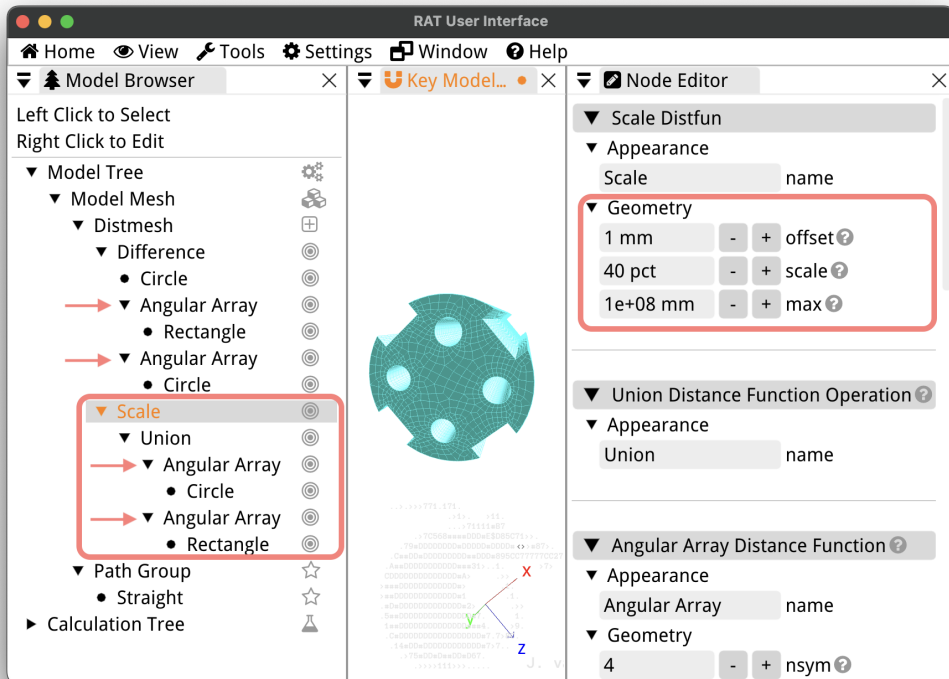 RAT User Interface
Home View Tools Settings Window Help
Model Browser
Left Click to Select
Right Click to Edit
Model Tree
Model Mesh
Distmesh
Difference
Circle
Angular Array
Rectangle
Angular Array
Circle
Scale
Union
Angular Array
Circle
Angular Array
Rectangle
Path Group
Straight
Calculation Tree
Key Model...
x
y
z
Node Editor
Scale Distfun
Appearance
Scale name
Geometry
1 mm - + offset ?
40 pct - + scale ?
1e+08 mm - + max ?
Union Distance Function Operation ?
Appearance
Union name
Angular Array Distance Function ?
Appearance
Angular Array name
Geometry
4 - + nsym ?